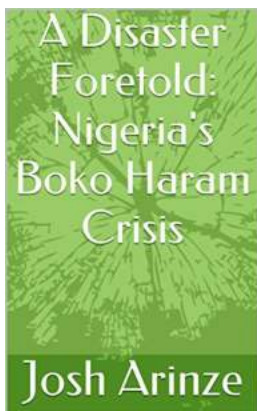 A Disaster
Foretold:
Nigeria's
Boko Haram
Crisis
Josh Arinze